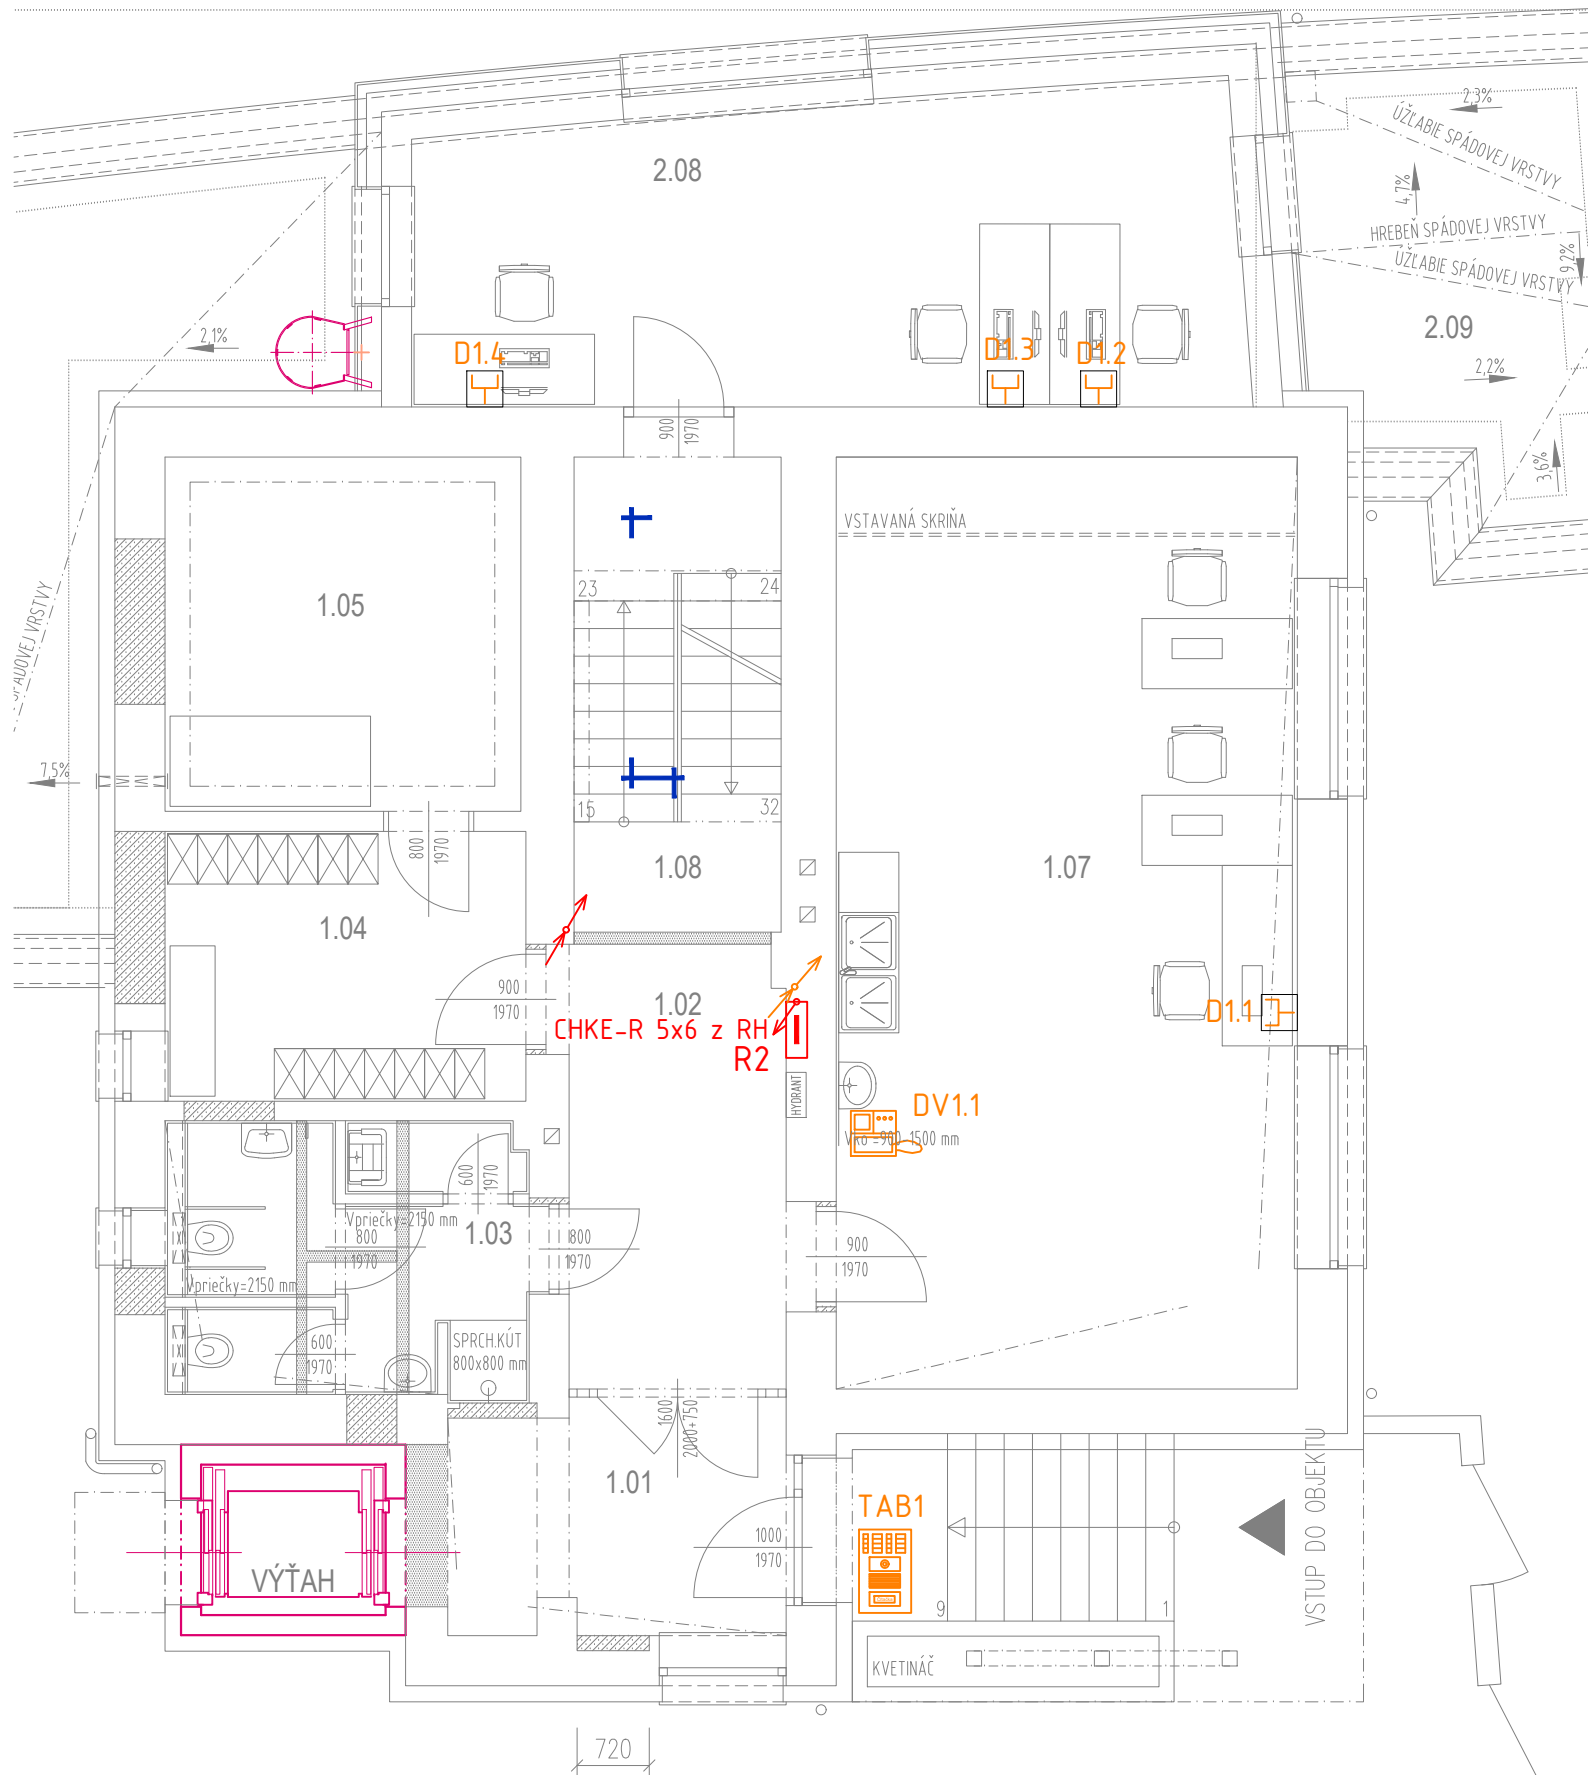 2,3%
ÚŽĽABIE SPÁDOVEJ VRSTVY
2.08
4,7%
HREBEŇ SPÁDOVEJ VRSTVY
9,2%
ÚŽĽABIE SPÁDOVEJ VRSTVY
2.09
2,1%
D1.4
D1.3
D1.2
2,2%
900
1970
3,6%
VSTAVANÁ SKRIŇA
23
24
1.05
SPÁDOVEJ VRSTVY
7,5%
15
32
800
1970
1.08
1.07
1.04
900
1970
1.02
CHKE-R 5x6 z RH
R2
D1.1
HYDRANT
DV1.1
Vko =900-1500 mm
600
1970
Vpriečky=2150 mm
1.03
800
1970
800
1970
900
1970
Vpriečky=2150 mm
600
1970
SPRCH.KÚT
800x800 mm
1600
2000+750
1.01
VSTUP DO OBJEKTU
TAB1
1000
1970
VÝŤAH
9
1
KVETINÁČ
720